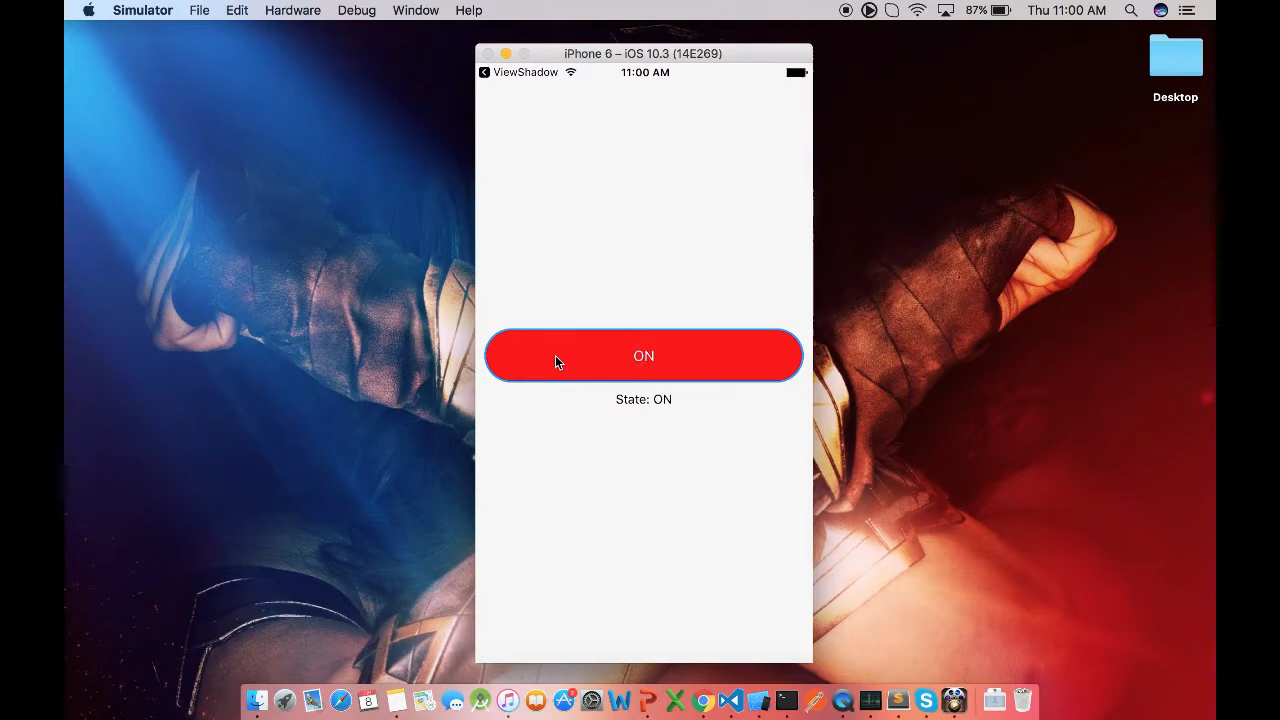 Simulator File Edit Hardware Debug Window Help 87% Thu 11:00 AM
iPhone 6 – iOS 10.3 (14E269)
ViewShadow 11:00 AM
Desktop
ON
State: ON
8